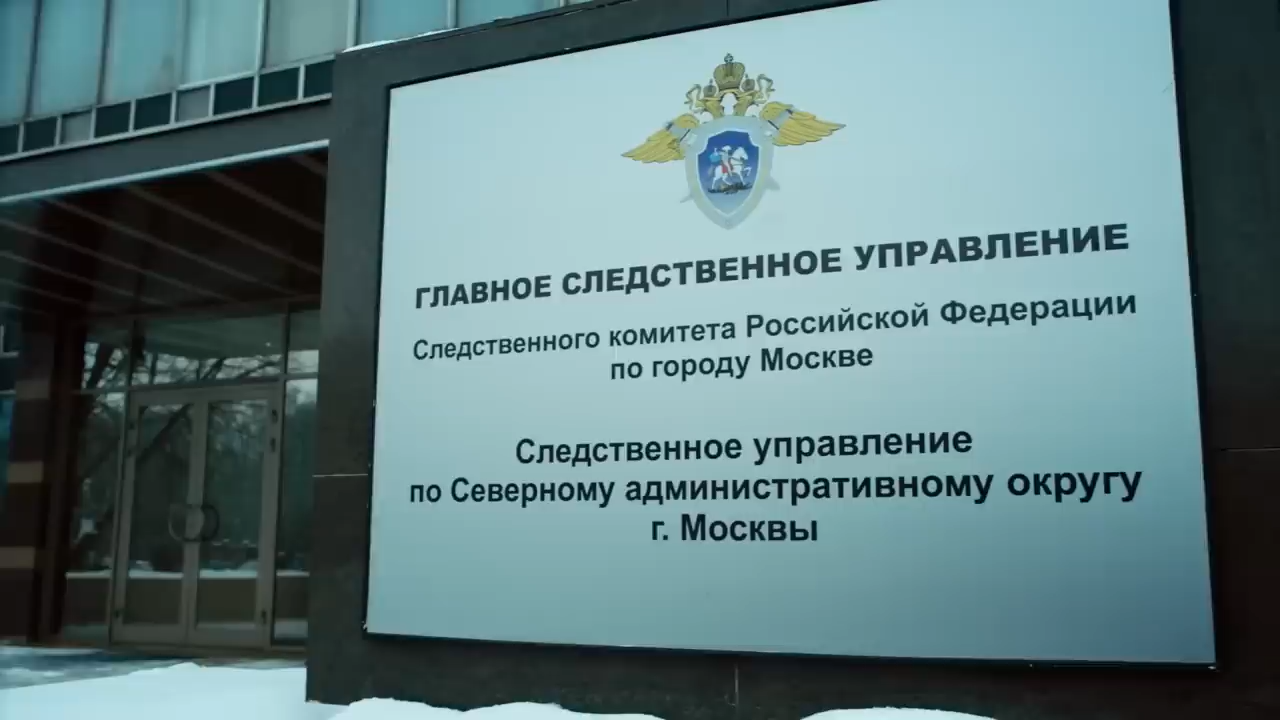 ГЛАВНОЕ СЛЕДСТВЕННОЕ УПРАВЛЕНИЕ
Следственного комитета Российской Федерации
по городу Москве
Следственное управление
по Северному административному округу
г. Москвы